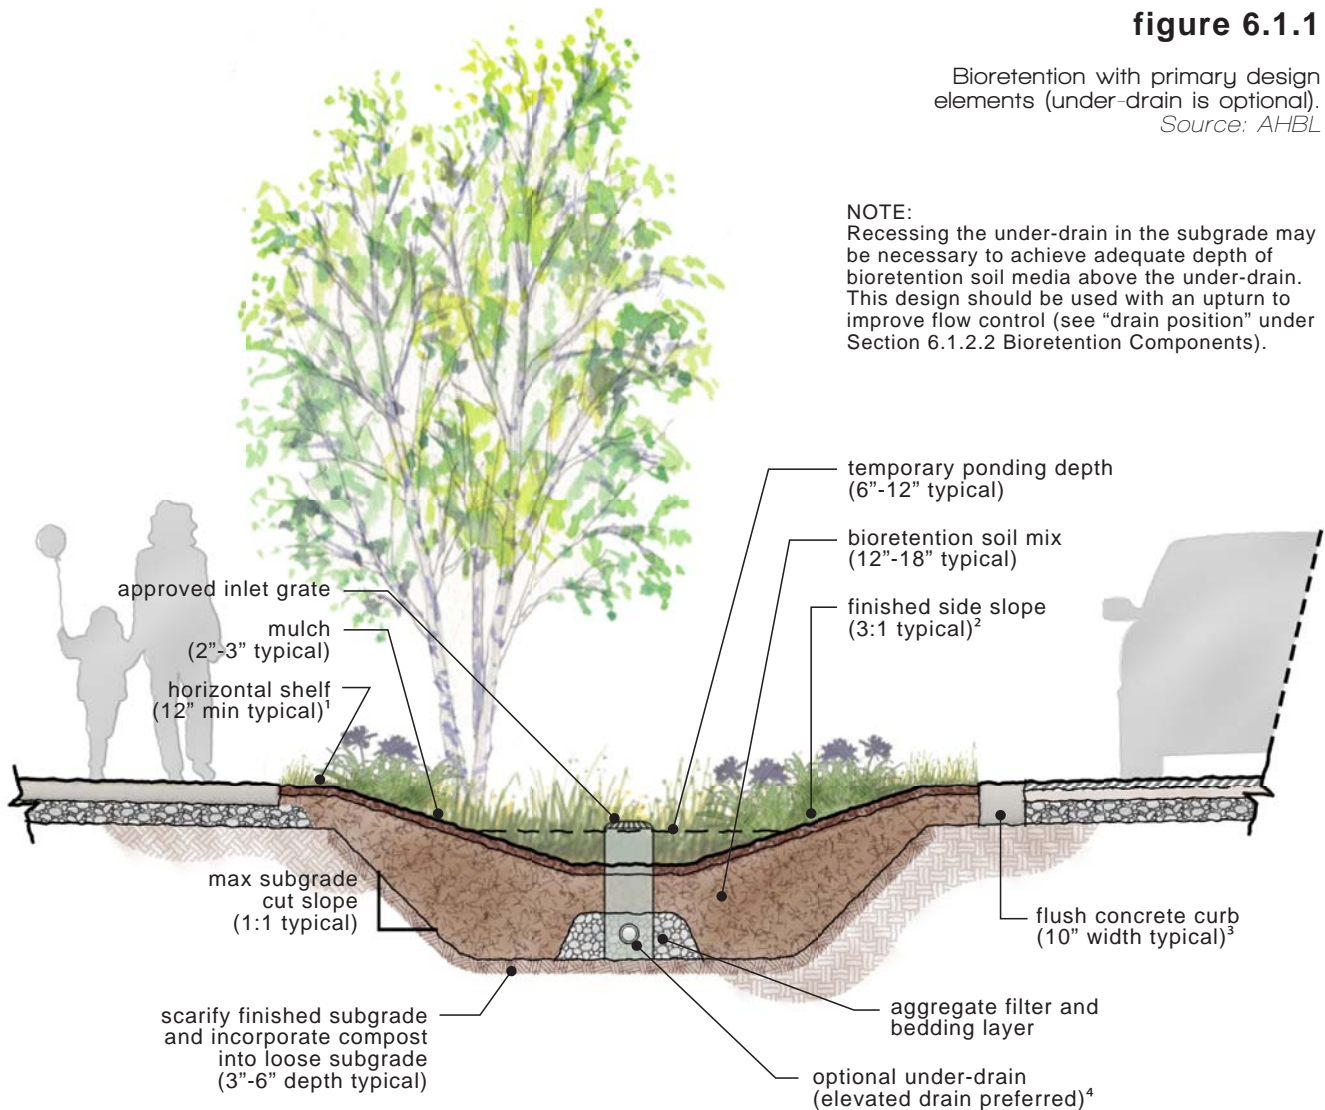 figure 6.1.1
Bioretention with primary design
elements (under-drain is optional).
Source: AHBL
NOTE:
Recessing the under-drain in the subgrade may
be necessary to achieve adequate depth of
bioretention soil media above the under-drain.
This design should be used with an upturn to
improve flow control (see “drain position” under
Section 6.1.2.2 Bioretention Components).
temporary ponding depth
(6”-12” typical)
bioretention soil mix
(12”-18” typical)
finished side slope
(3:1 typical)²
approved inlet grate
mulch
(2”-3” typical)
horizontal shelf
(12” min typical)¹
max subgrade
cut slope
(1:1 typical)
flush concrete curb
(10” width typical)³
scarify finished subgrade
and incorporate compost
into loose subgrade
(3”-6” depth typical)
aggregate filter and
bedding layer
optional under-drain
(elevated drain preferred)⁴